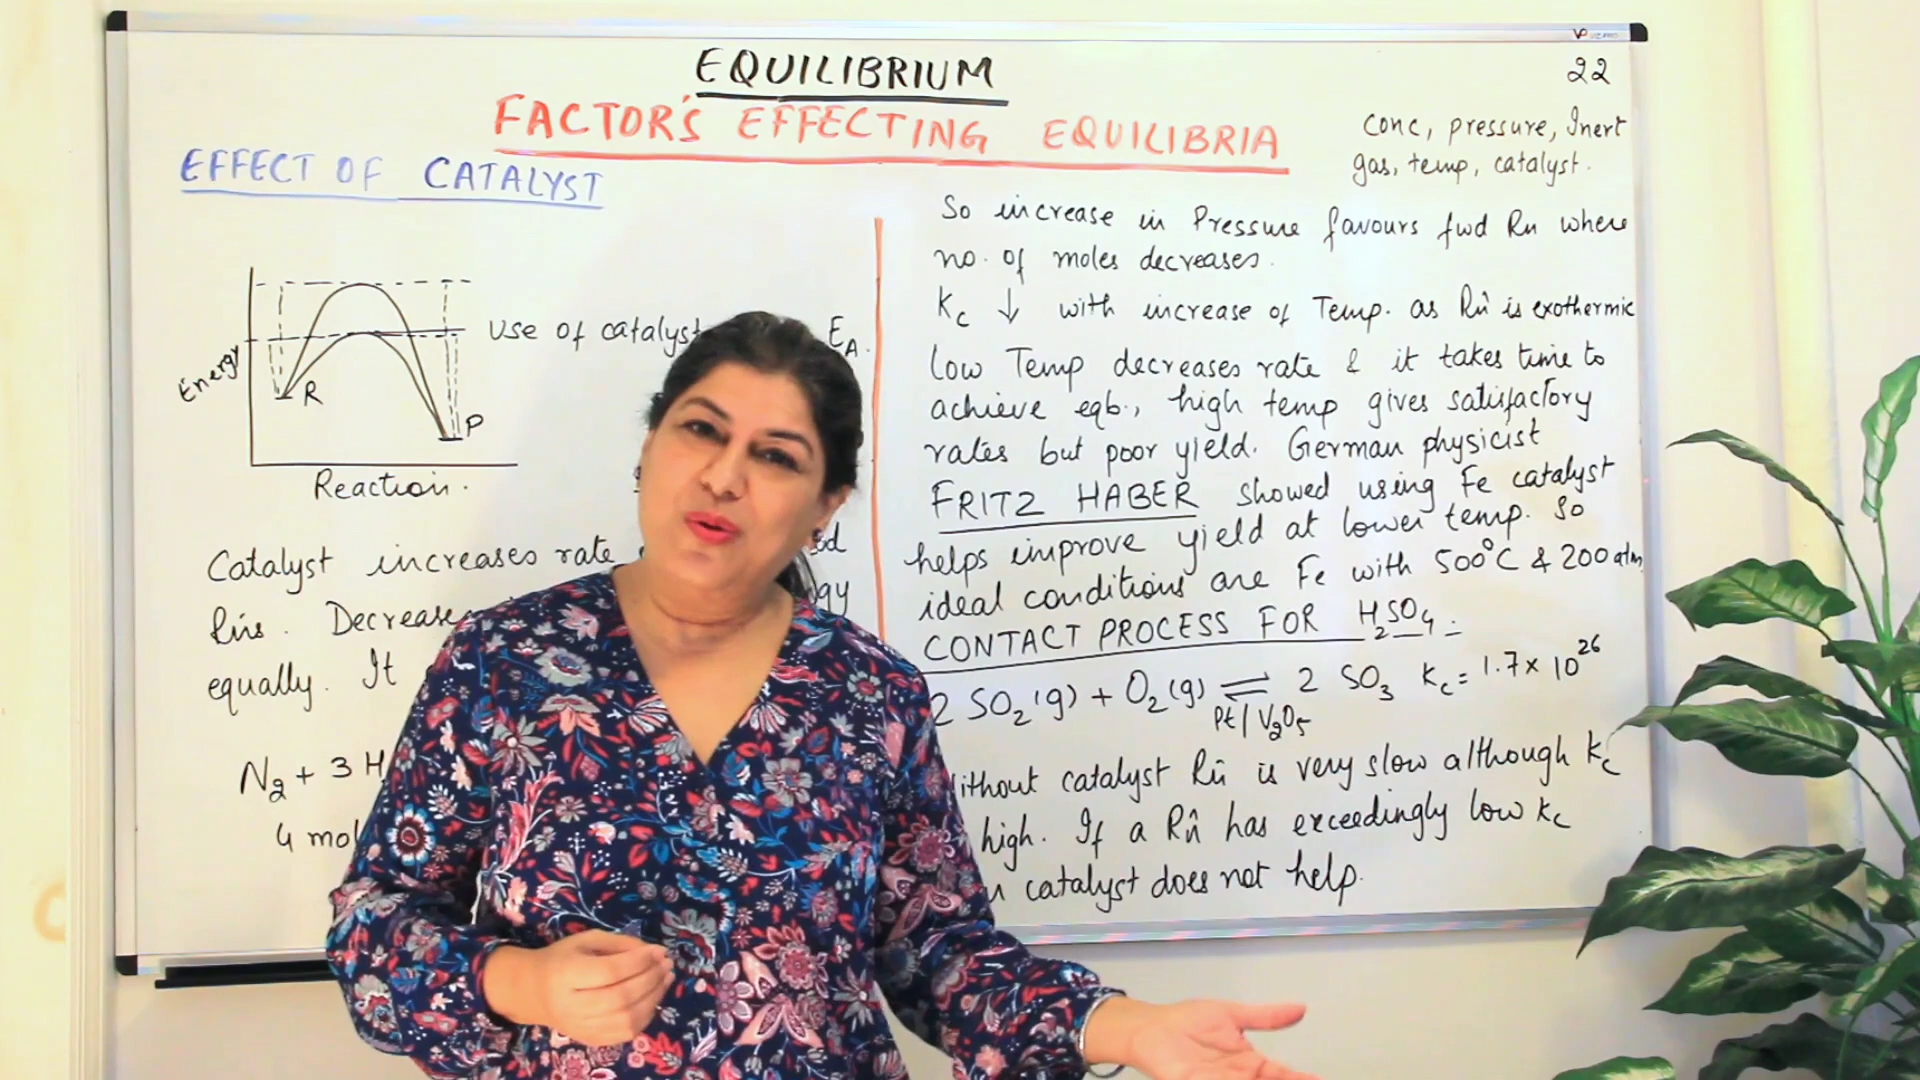 EQUILIBRIUM
22
FACTOR'S EFFECTING EQUILIBRIA
conc, pressure, Inert
gas, temp, catalyst.
EFFECT OF CATALYST
Energy
R
P
Reaction.
Use of catalyst EA.
Catalyst increases rate
Rn̂s. Decreases
equally. It
N2 + 3 H
4 mol
So increase in Pressure favours fwd Rn where
no. of moles decreases.
Kc ↓ with increase of Temp. as Rn̂ is exothermic
Low Temp decreases rate & it takes time to
achieve eqb., high temp gives satisfactory
rates but poor yield. German physicist
FRITZ HABER showed using Fe catalyst
helps improve yield at lower temp. So
ideal conditions are Fe with 500°C & 200 atm
CONTACT PROCESS FOR H2SO4 -
2 SO2(g) + O2(g) ⇌ 2 SO3 Kc = 1.7 x 10^26
Pt / V2O5
ithout catalyst Rn̂ is very slow although Kc
high. If a Rn̂ has exceedingly low Kc
catalyst does not help.